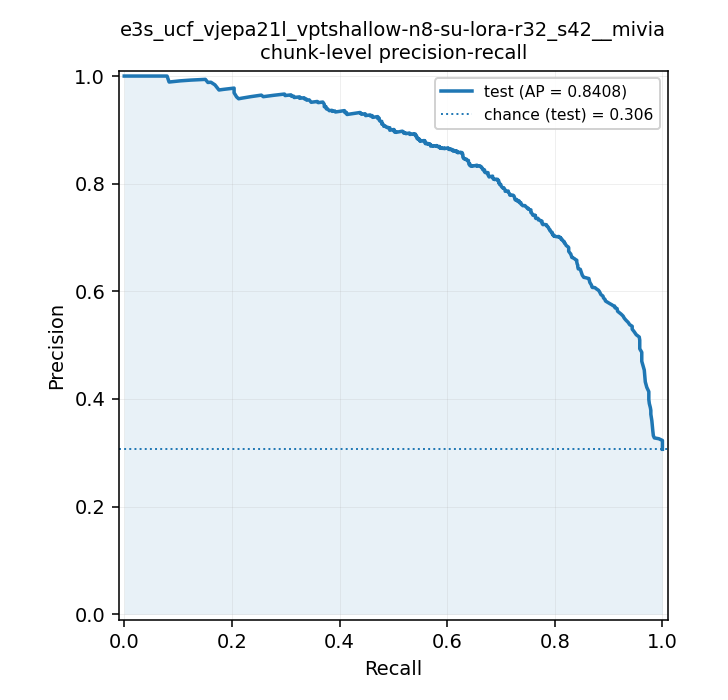 e3s_ucf_vjepa21l_vptshallow-n8-su-lora-r32_s42__mivia
chunk-level precision-recall
test (AP = 0.8408)
chance (test) = 0.306
Precision
1.0
0.8
0.6
0.4
0.2
0.0
0.0 0.2 0.4 0.6 0.8 1.0
Recall